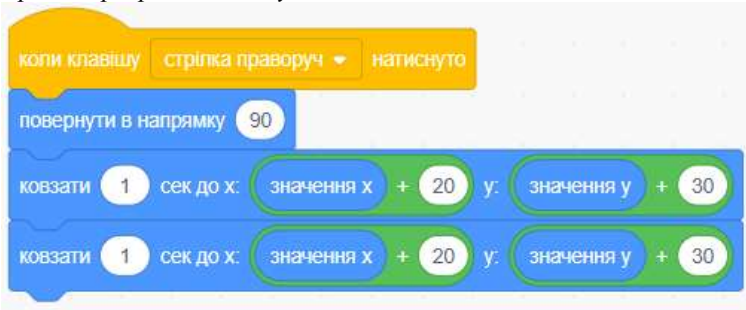 коли клавішу стрілка праворуч натиснуто
повернути в напрямку 90
ковзати 1 сек до x: значення x + 20 y: значення y + 30
ковзати 1 сек до x: значення x + 20 y: значення y + 30